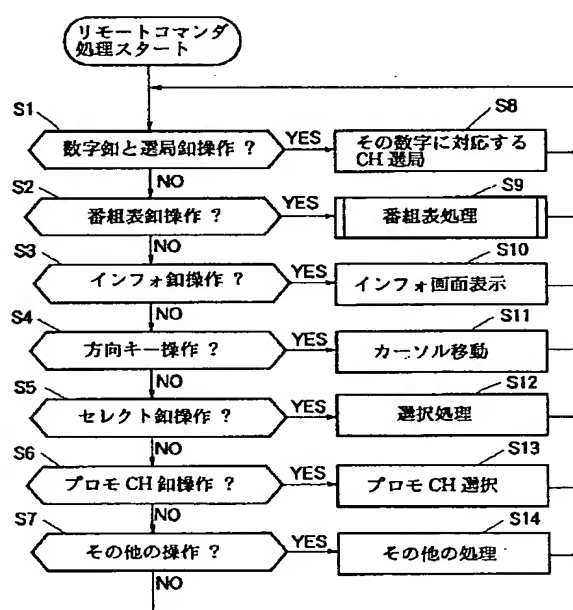 リモートコマンダ
処理スタート
S1
数字釦と選局釦操作 ?
YES
S8
その数字に対応する
CH 選局
NO
S2
番組表釦操作 ?
YES
S9
番組表処理
NO
S3
インフォ釦操作 ?
YES
S10
インフォ画面表示
NO
S4
方向キー操作 ?
YES
S11
カーソル移動
NO
S5
セレクト釦操作 ?
YES
S12
選択処理
NO
S6
プロモ CH 釦操作 ?
YES
S13
プロモ CH 選択
NO
S7
その他の操作 ?
YES
S14
その他の処理
NO